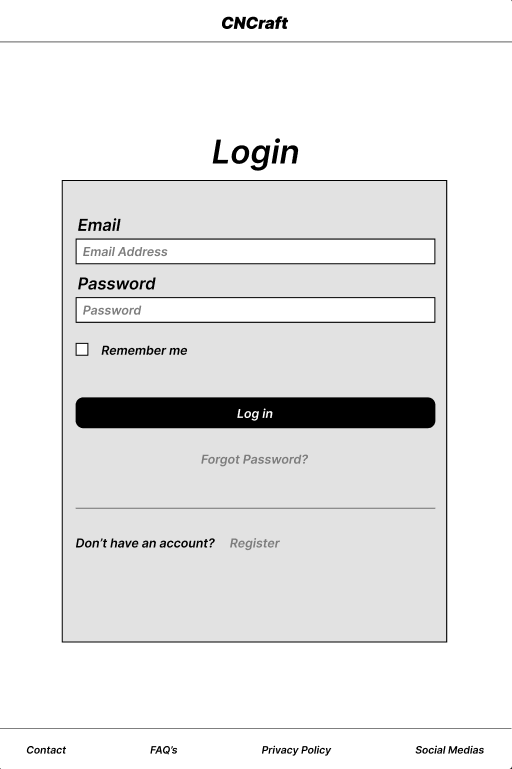 CNCraft
Login
Email
Email Address
Password
Password
Remember me
Log in
Forgot Password?
Don't have an account? Register
Contact FAQ's Privacy Policy Social Medias